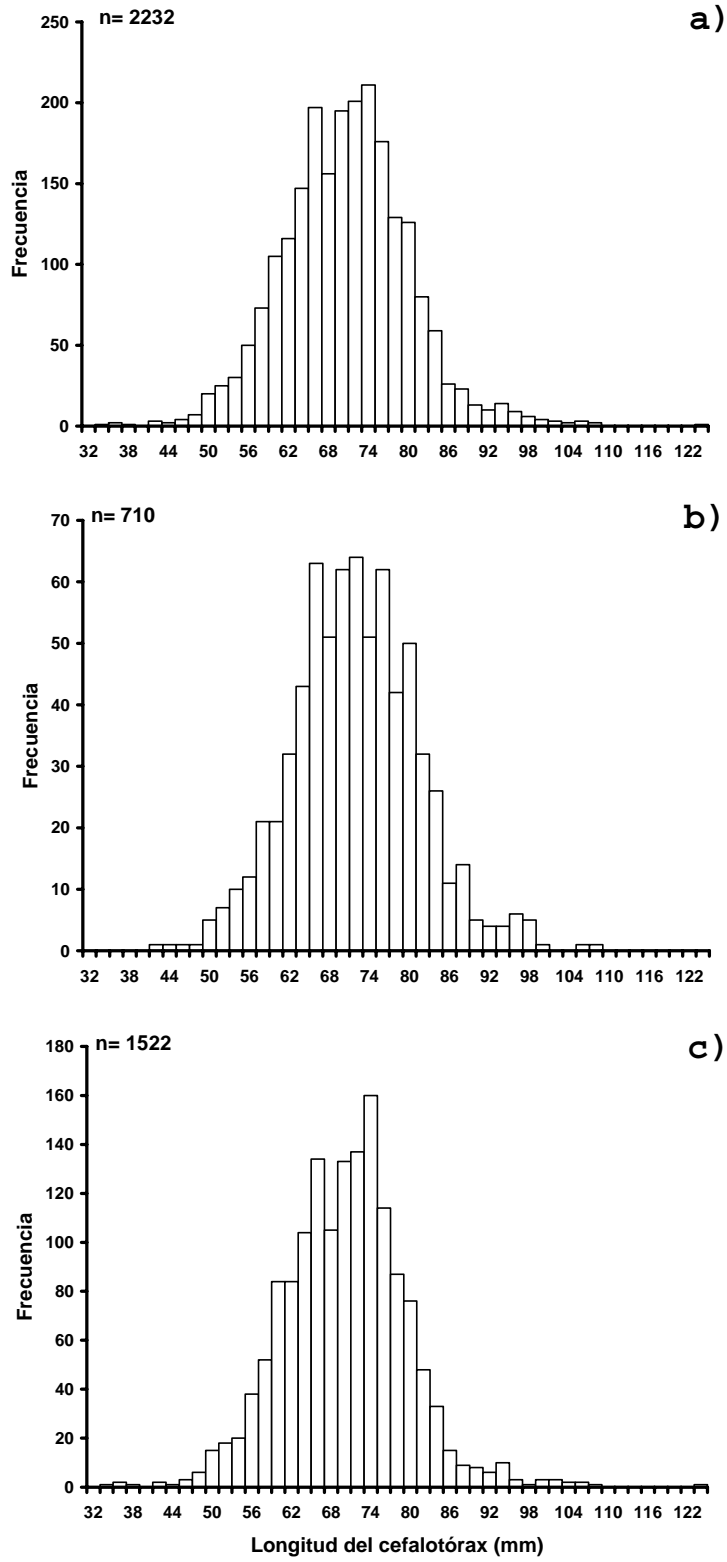 n= 2232
a)
250
200
150
100
50
0
Frecuencia
32 38 44 50 56 62 68 74 80 86 92 98 104 110 116 122
n= 710
b)
70
60
50
40
30
20
10
0
Frecuencia
32 38 44 50 56 62 68 74 80 86 92 98 104 110 116 122
n= 1522
c)
180
160
140
120
100
80
60
40
20
0
Frecuencia
32 38 44 50 56 62 68 74 80 86 92 98 104 110 116 122
Longitud del cefalotórax (mm)